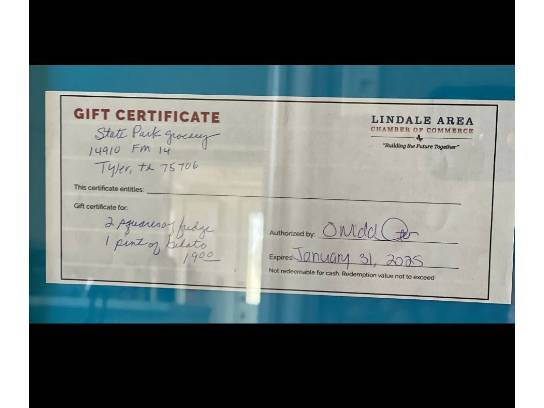 GIFT CERTIFICATE
State Park grocery
14910 FM 14
Tyler, tx 75706
LINDALE AREA
CHAMBER OF COMMERCE
"Building the Future Together"
This certificate entitles:
Gift certificate for:
2 squares of fudge
1 pint of Gelato
1900
Authorized by:
Expires: January 31, 2025
Not redeemable for cash. Redemption value not to exceed